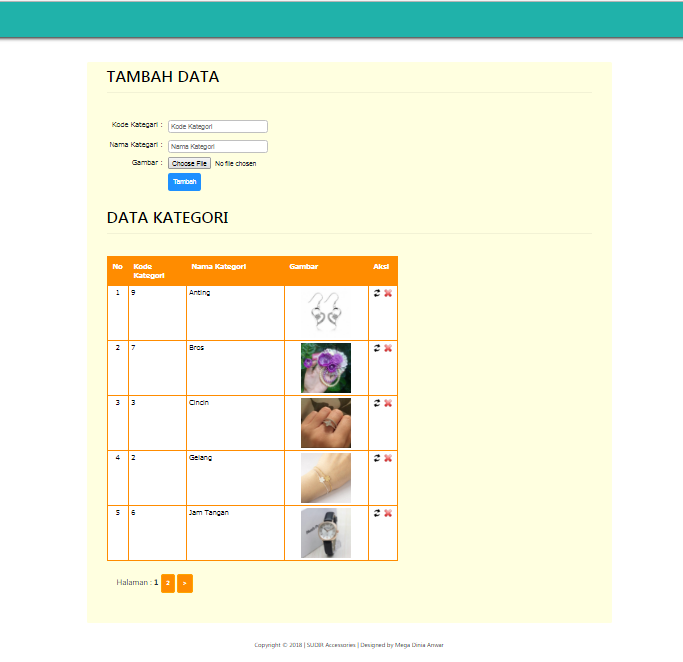 TAMBAH DATA
Kode Kategori :
Kode Kategori
Nama Kategori :
Nama Kategori
Gambar :
Choose File No file chosen
Tambah
DATA KATEGORI
No Kode Kategori Nama Kategori Gambar Aksi
1 9 Anting
2 7 Bros
3 3 Cincin
4 2 Gelang
5 6 Jam Tangan
Halaman : 1 2 >
Copyright © 2018 | SUDIR Accessories | Designed by Mega Dinia Anwar